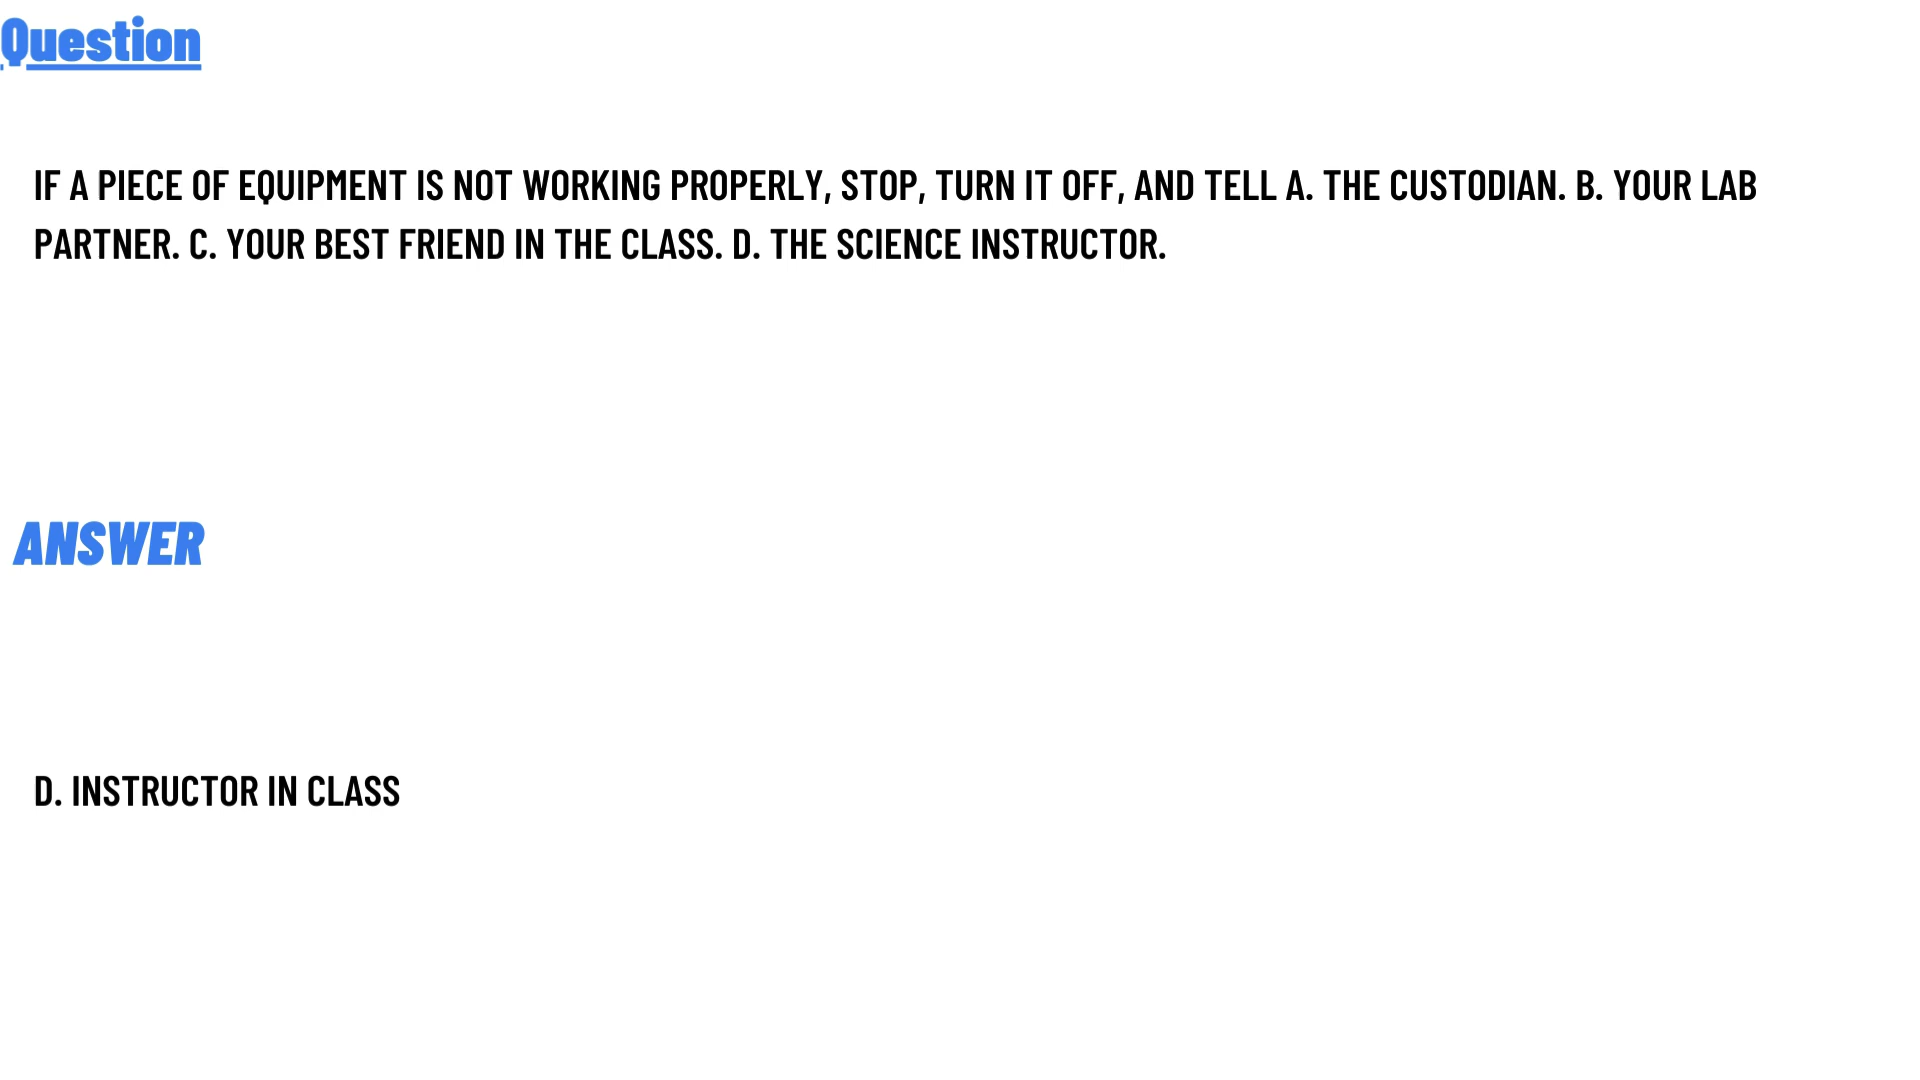 Question
IF A PIECE OF EQUIPMENT IS NOT WORKING PROPERLY, STOP, TURN IT OFF, AND TELL A. THE CUSTODIAN. B. YOUR LAB
PARTNER. C. YOUR BEST FRIEND IN THE CLASS. D. THE SCIENCE INSTRUCTOR.
ANSWER
D. INSTRUCTOR IN CLASS